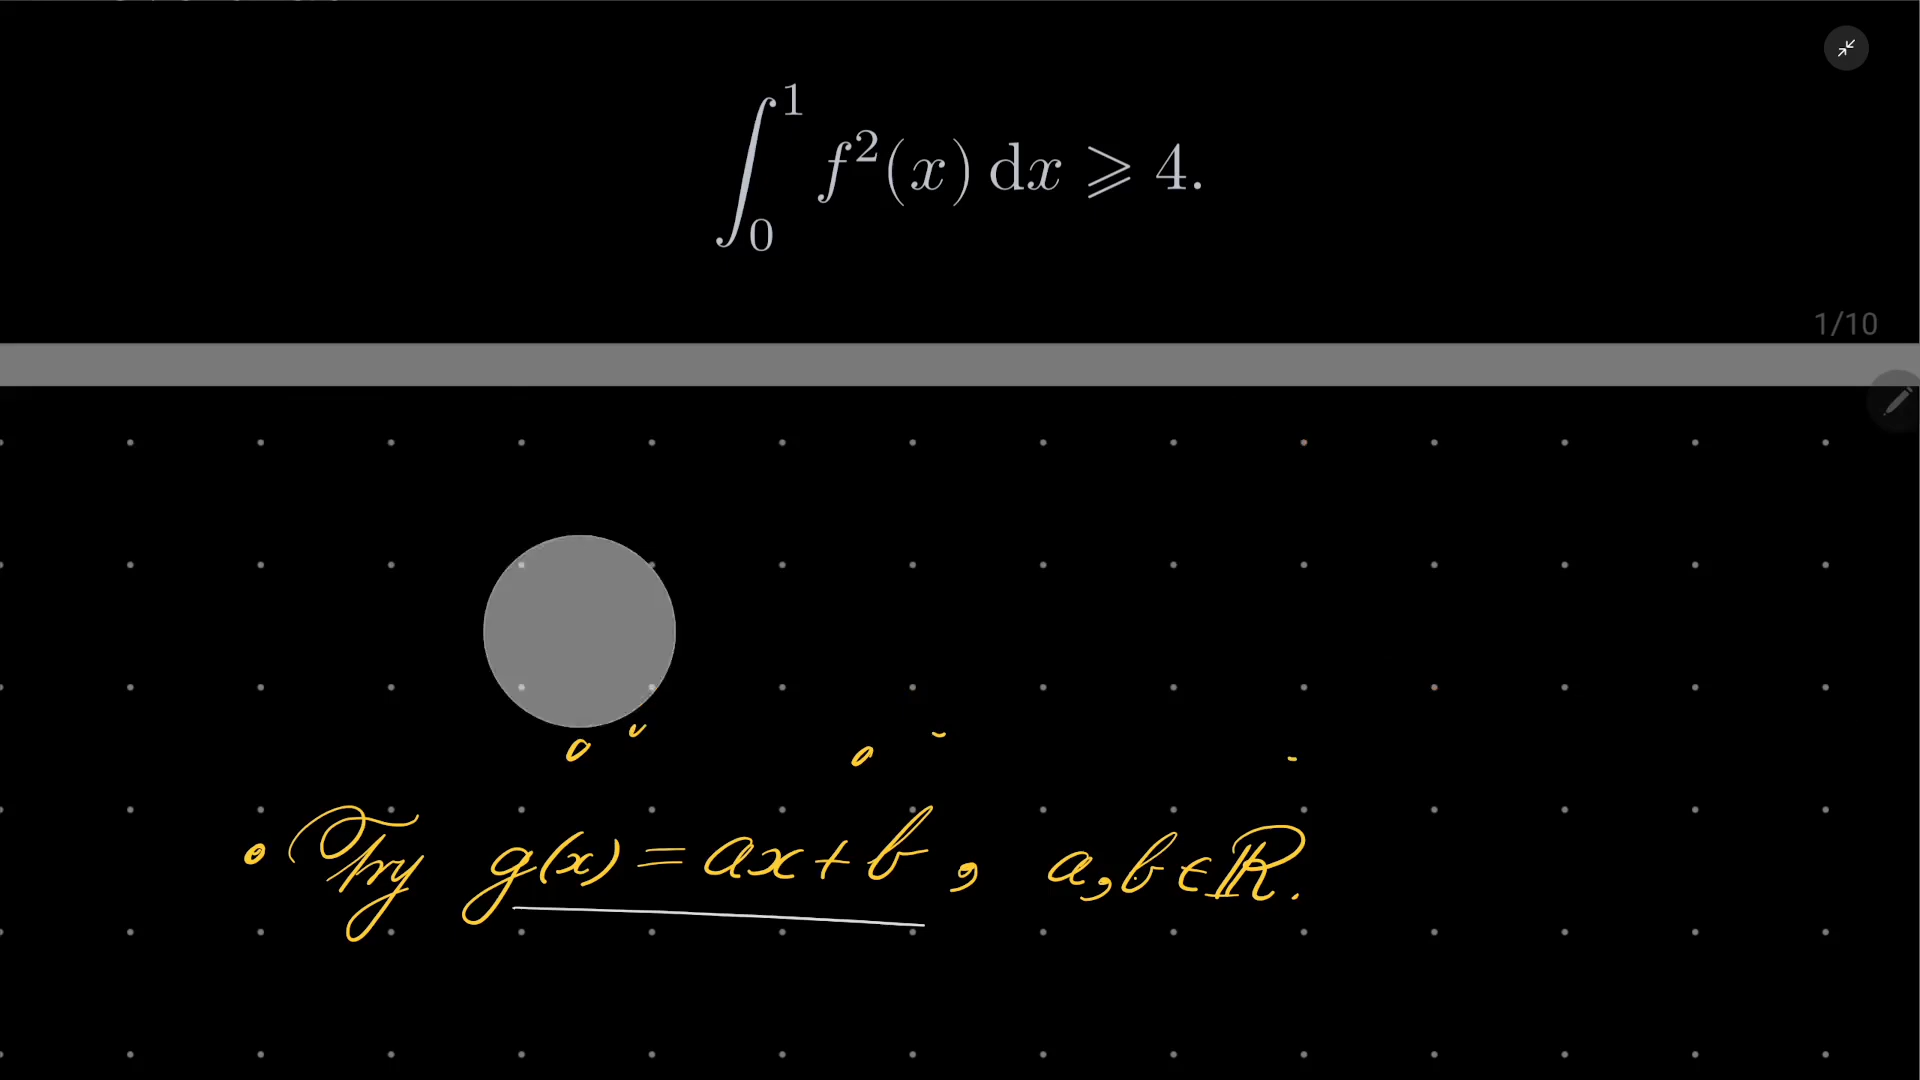 ∫₀¹ f²(x) dx ⩾ 4.
1/10
• Try g(x) = ax + b, a, b ∈ ℝ.